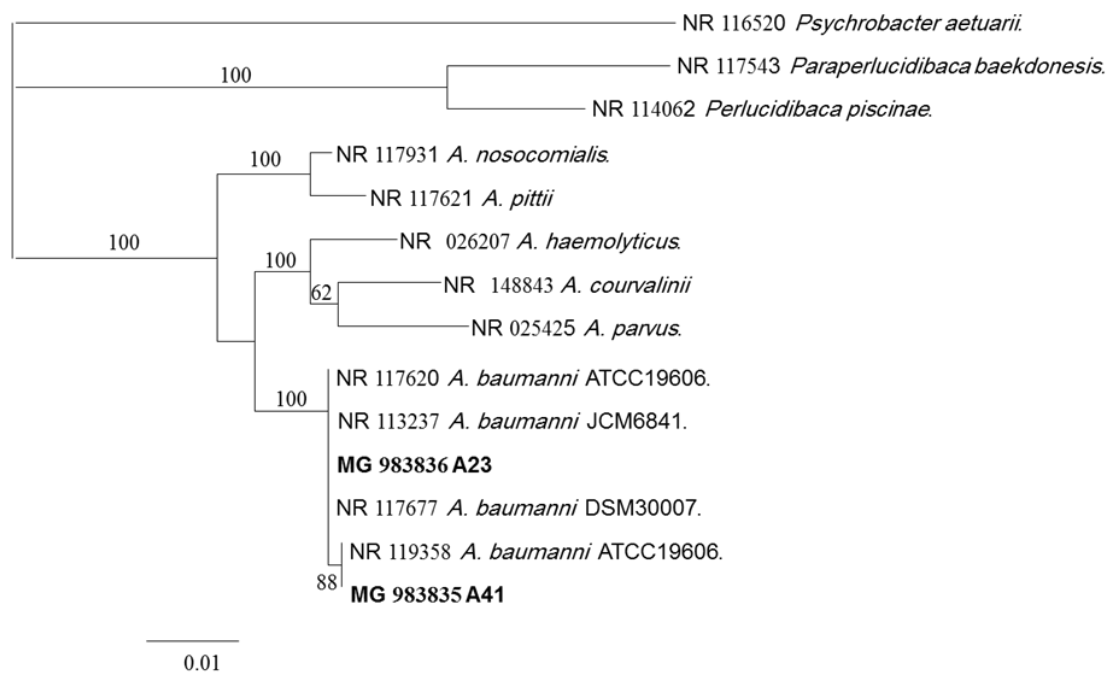 NR 116520 Psychrobacter aetuarii.
100
NR 117543 Paraperlucidibaca baekdonesis.
NR 114062 Perlucidibaca piscinae.
100
NR 117931 A. nosocomialis.
NR 117621 A. pittii
100
NR 026207 A. haemolyticus.
100
62
NR 148843 A. courvalinii
NR 025425 A. parvus.
NR 117620 A. baumanni ATCC19606.
100
NR 113237 A. baumanni JCM6841.
MG 983836 A23
NR 117677 A. baumanni DSM30007.
NR 119358 A. baumanni ATCC19606.
88
MG 983835 A41
0.01